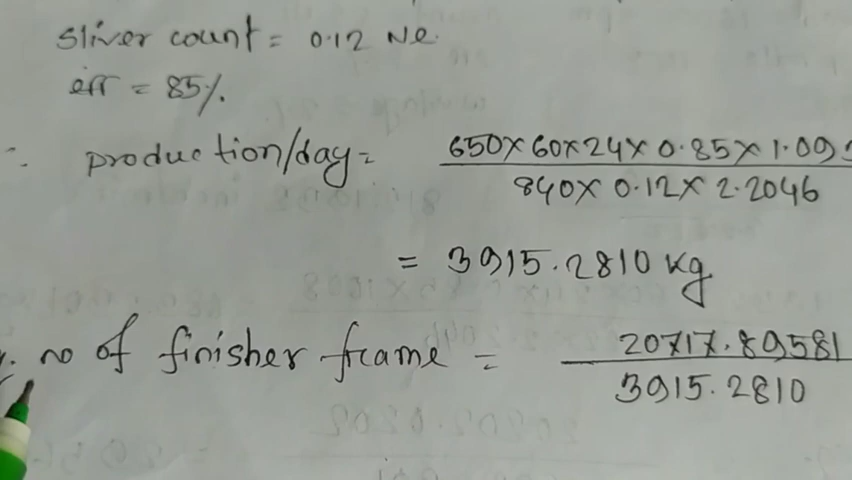 sliver count = 0.12 Ne.
eff = 85%.
∴ production/day = 650×60×24×0.85×1.09
840×0.12×2.2046
= 3915.2810 kg
no of finisher frame = 20717.89581
3915.2810